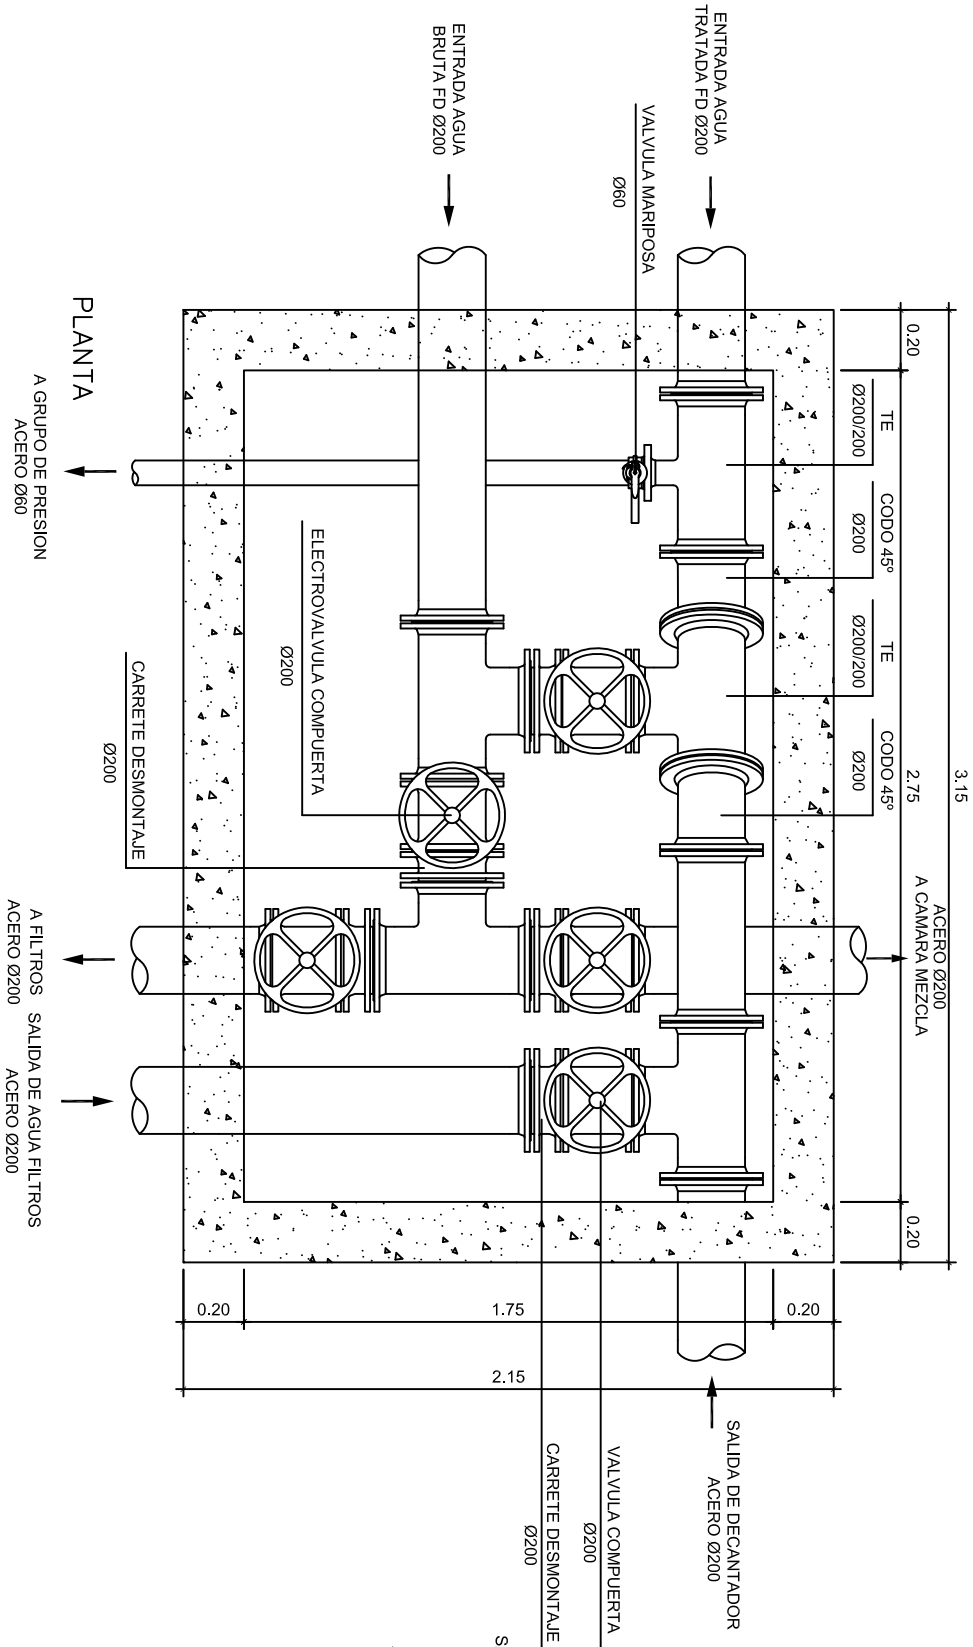 ENTRADA AGUA
TRATADA FD Ø200
ENTRADA AGUA
BRUTA FD Ø200
VALVULA MARIPOSA
Ø60
3.15
0.20
2.75
0.20
TE
Ø200/200
CODO 45º
Ø200
TE
Ø200/200
CODO 45º
Ø200
ACERO Ø200
A CAMARA MEZCLA
ELECTROVALVULA COMPUERTA
Ø200
CARRETE DESMONTAJE
Ø200
PLANTA
A GRUPO DE PRESION
ACERO Ø60
A FILTROS
ACERO Ø200
SALIDA DE AGUA FILTROS
ACERO Ø200
0.20
1.75
0.20
2.15
SALIDA DE DECANTADOR
ACERO Ø200
VALVULA COMPUERTA
Ø200
CARRETE DESMONTAJE
Ø200
S